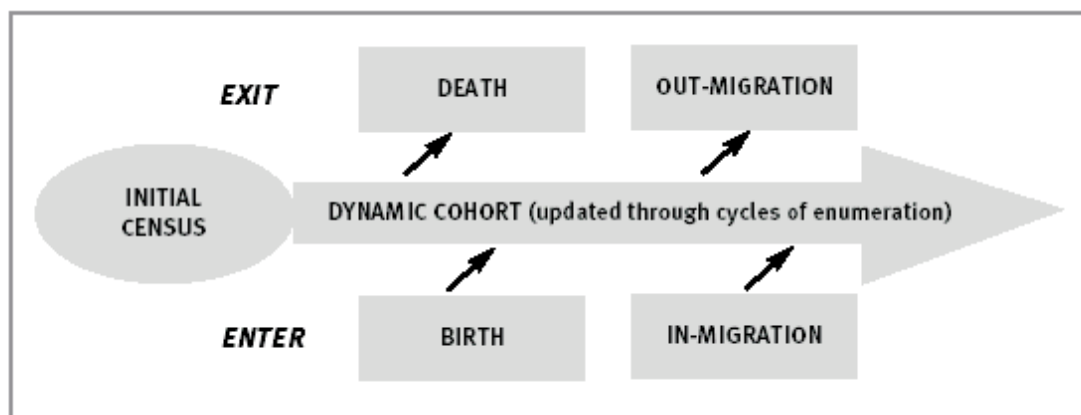 EXIT
DEATH
OUT-MIGRATION
INITIAL
CENSUS
DYNAMIC COHORT (updated through cycles of enumeration)
ENTER
BIRTH
IN-MIGRATION